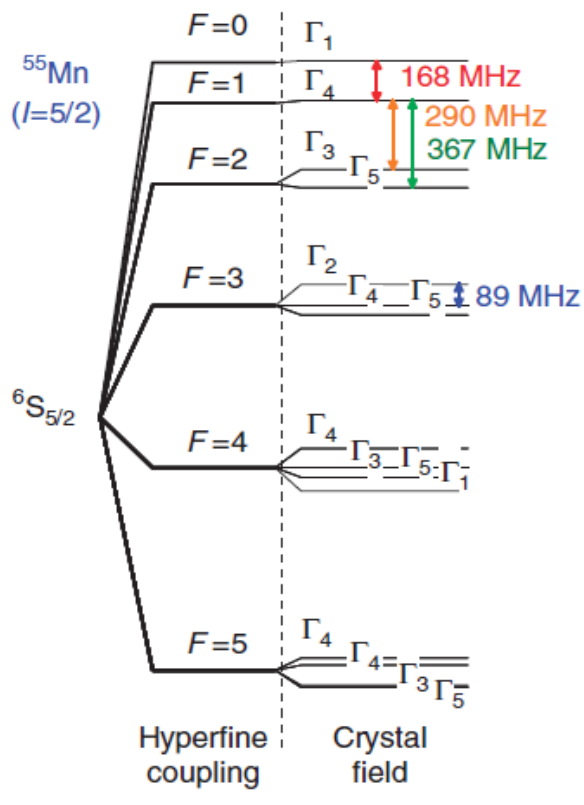 F=0
Γ₁
⁵⁵Mn
(I=5/2)
F=1
Γ₄
168 MHz
290 MHz
367 MHz
F=2
Γ₃
Γ₅
F=3
Γ₂
Γ₄
Γ₅
89 MHz
⁶S₅/₂
F=4
Γ₄
Γ₃
Γ₅
Γ₁
F=5
Γ₄
Γ₄
Γ₃
Γ₅
Hyperfine
coupling
Crystal
field